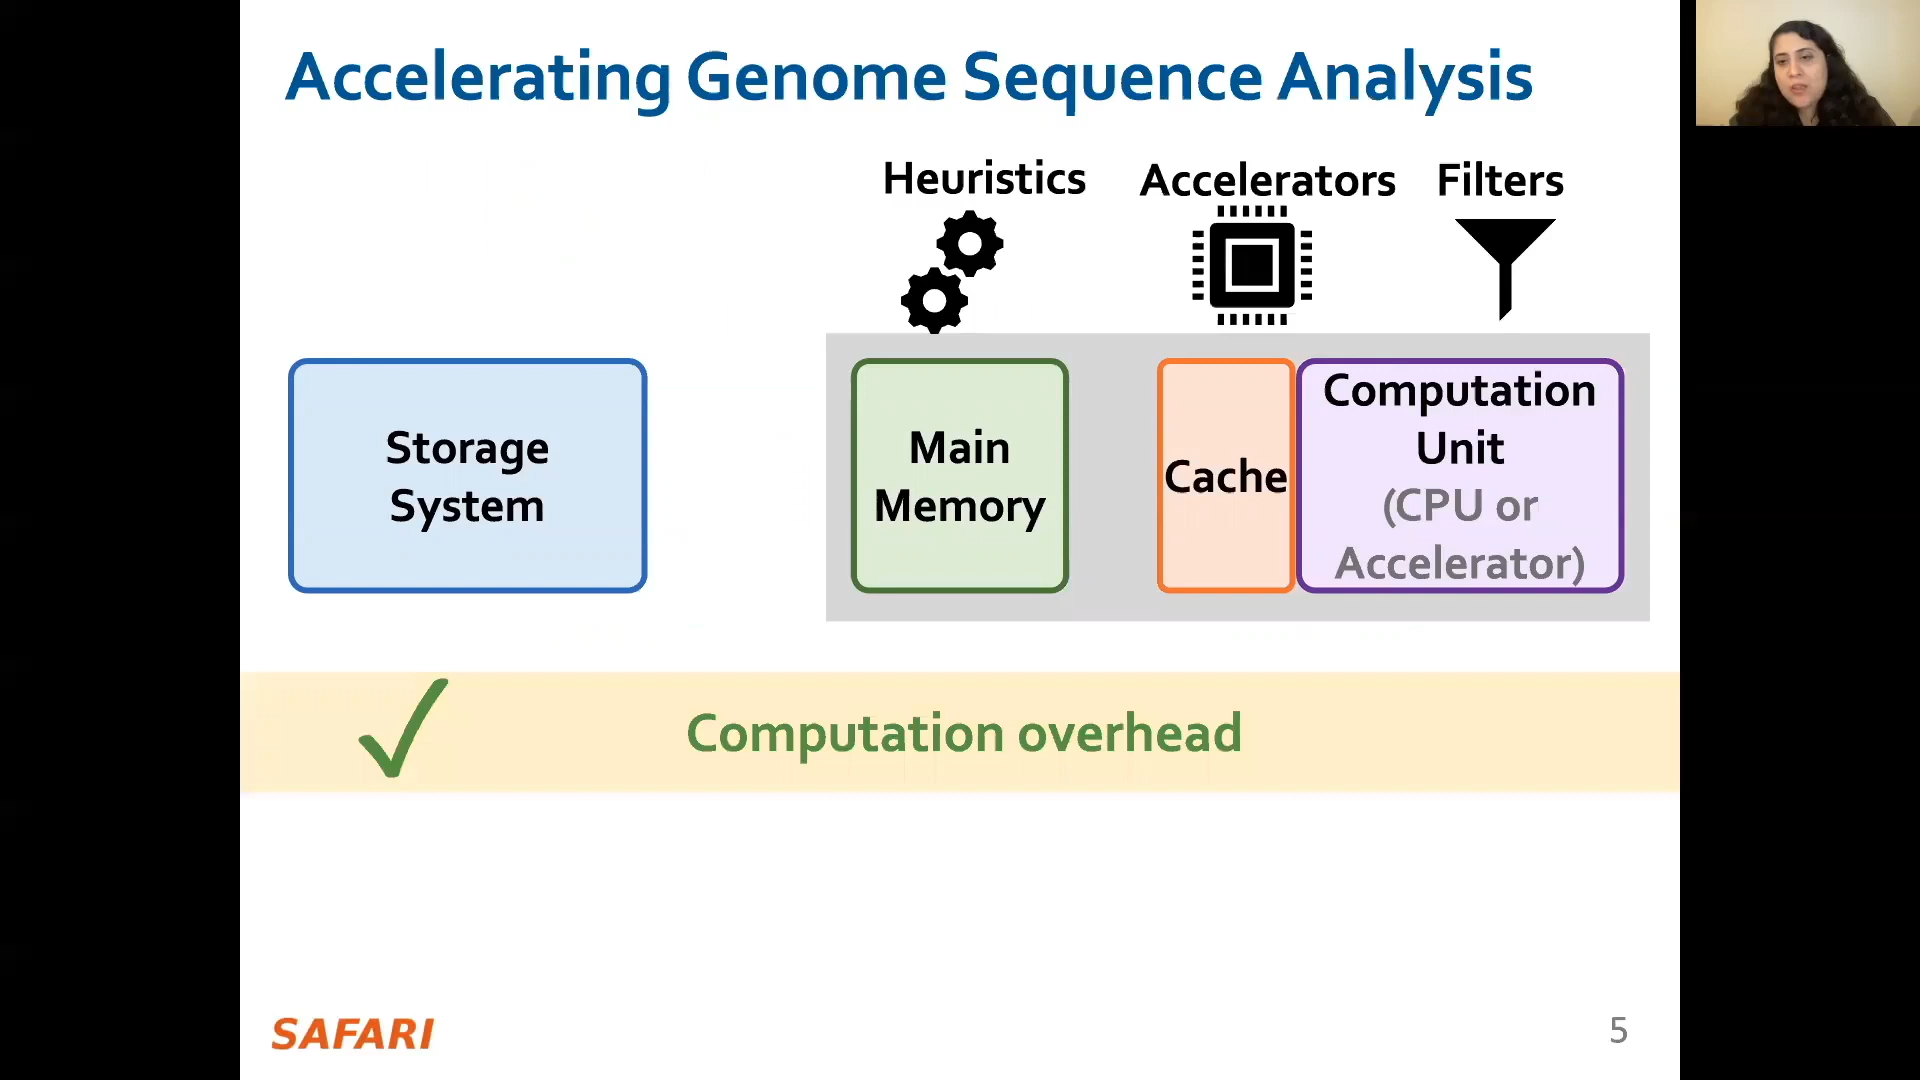 Accelerating Genome Sequence Analysis
Heuristics
Accelerators
Filters
Storage
System
Main
Memory
Cache
Computation
Unit
(CPU or
Accelerator)
Computation overhead
SAFARI
5